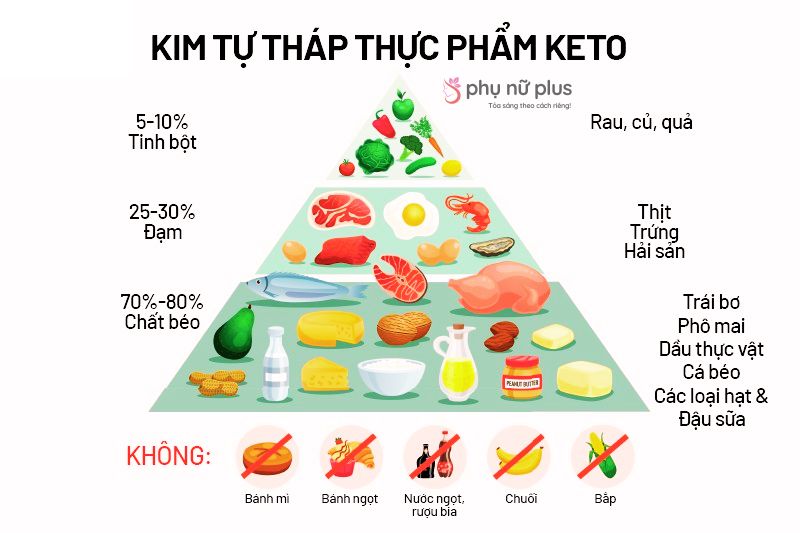 KIM TỰ THÁP THỰC PHẨM KETO
phụ nữ plus
Tỏa sáng theo cách riêng!
5-10%
Tinh bột
Rau, củ, quả
25-30%
Đạm
Thịt
Trứng
Hải sản
70%-80%
Chất béo
Trái bơ
Phô mai
Dầu thực vật
Cá béo
Các loại hạt &
Đậu sữa
PEANUT BUTTER
KHÔNG:
Bánh mì
Bánh ngọt
Nước ngọt,
rượu bia
Chuối
Bắp